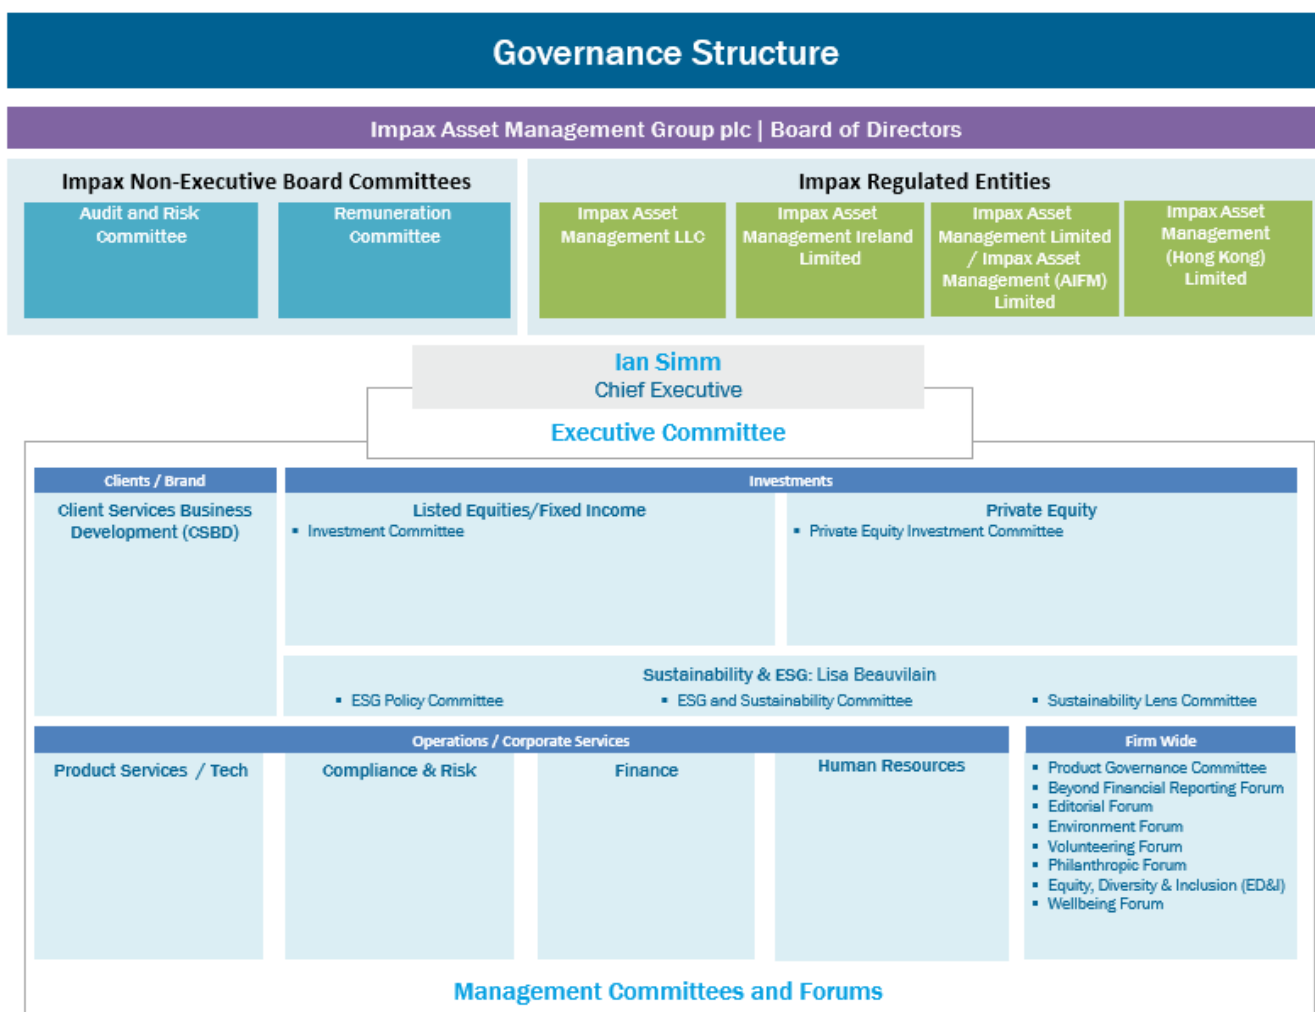 Governance Structure
Impax Asset Management Group plc | Board of Directors
Impax Non-Executive Board Committees
Audit and Risk
Committee
Remuneration
Committee
Impax Regulated Entities
Impax Asset
Management LLC
Impax Asset
Management Ireland
Limited
Impax Asset
Management Limited
/ Impax Asset
Management (AIFM)
Limited
Impax Asset
Management
(Hong Kong)
Limited
Ian Simm
Chief Executive
Executive Committee
Clients / Brand
Client Services Business
Development (CSBD)
Investments
Listed Equities/Fixed Income
▪ Investment Committee
Private Equity
▪ Private Equity Investment Committee
Sustainability & ESG: Lisa Beauvilain
▪ ESG Policy Committee
▪ ESG and Sustainability Committee
▪ Sustainability Lens Committee
Operations / Corporate Services
Product Services / Tech
Compliance & Risk
Finance
Human Resources
Firm Wide
▪ Product Governance Committee
▪ Beyond Financial Reporting Forum
▪ Editorial Forum
▪ Environment Forum
▪ Volunteering Forum
▪ Philanthropic Forum
▪ Equity, Diversity & Inclusion (ED&I)
▪ Wellbeing Forum
Management Committees and Forums